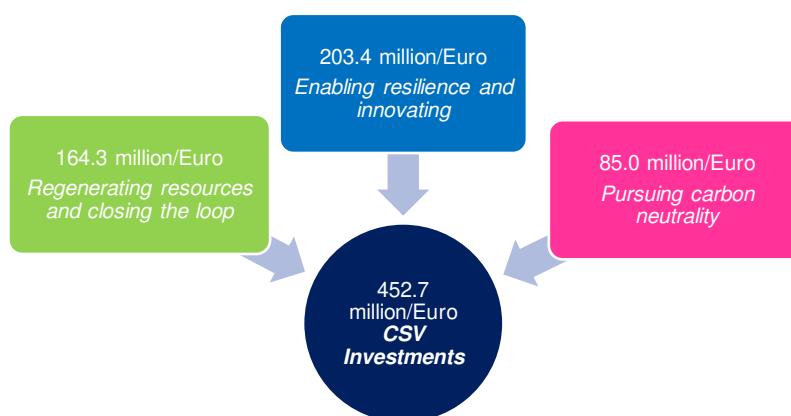 203.4 million/Euro
Enabling resilience and
innovating
164.3 million/Euro
Regenerating resources
and closing the loop
85.0 million/Euro
Pursuing carbon
neutrality
452.7
million/Euro
CSV
Investments